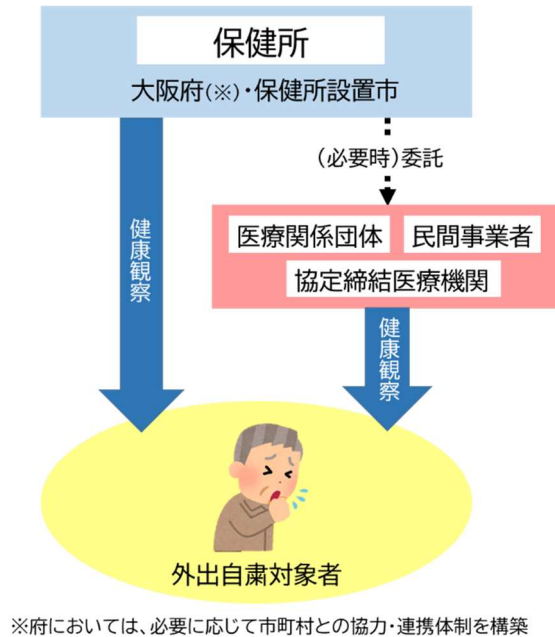 保健所
大阪府(※)・保健所設置市
(必要時)委託
健康観察
医療関係団体 民間事業者
協定締結医療機関
健康観察
外出自粛対象者
※府においては、必要に応じて市町村との協力・連携体制を構築